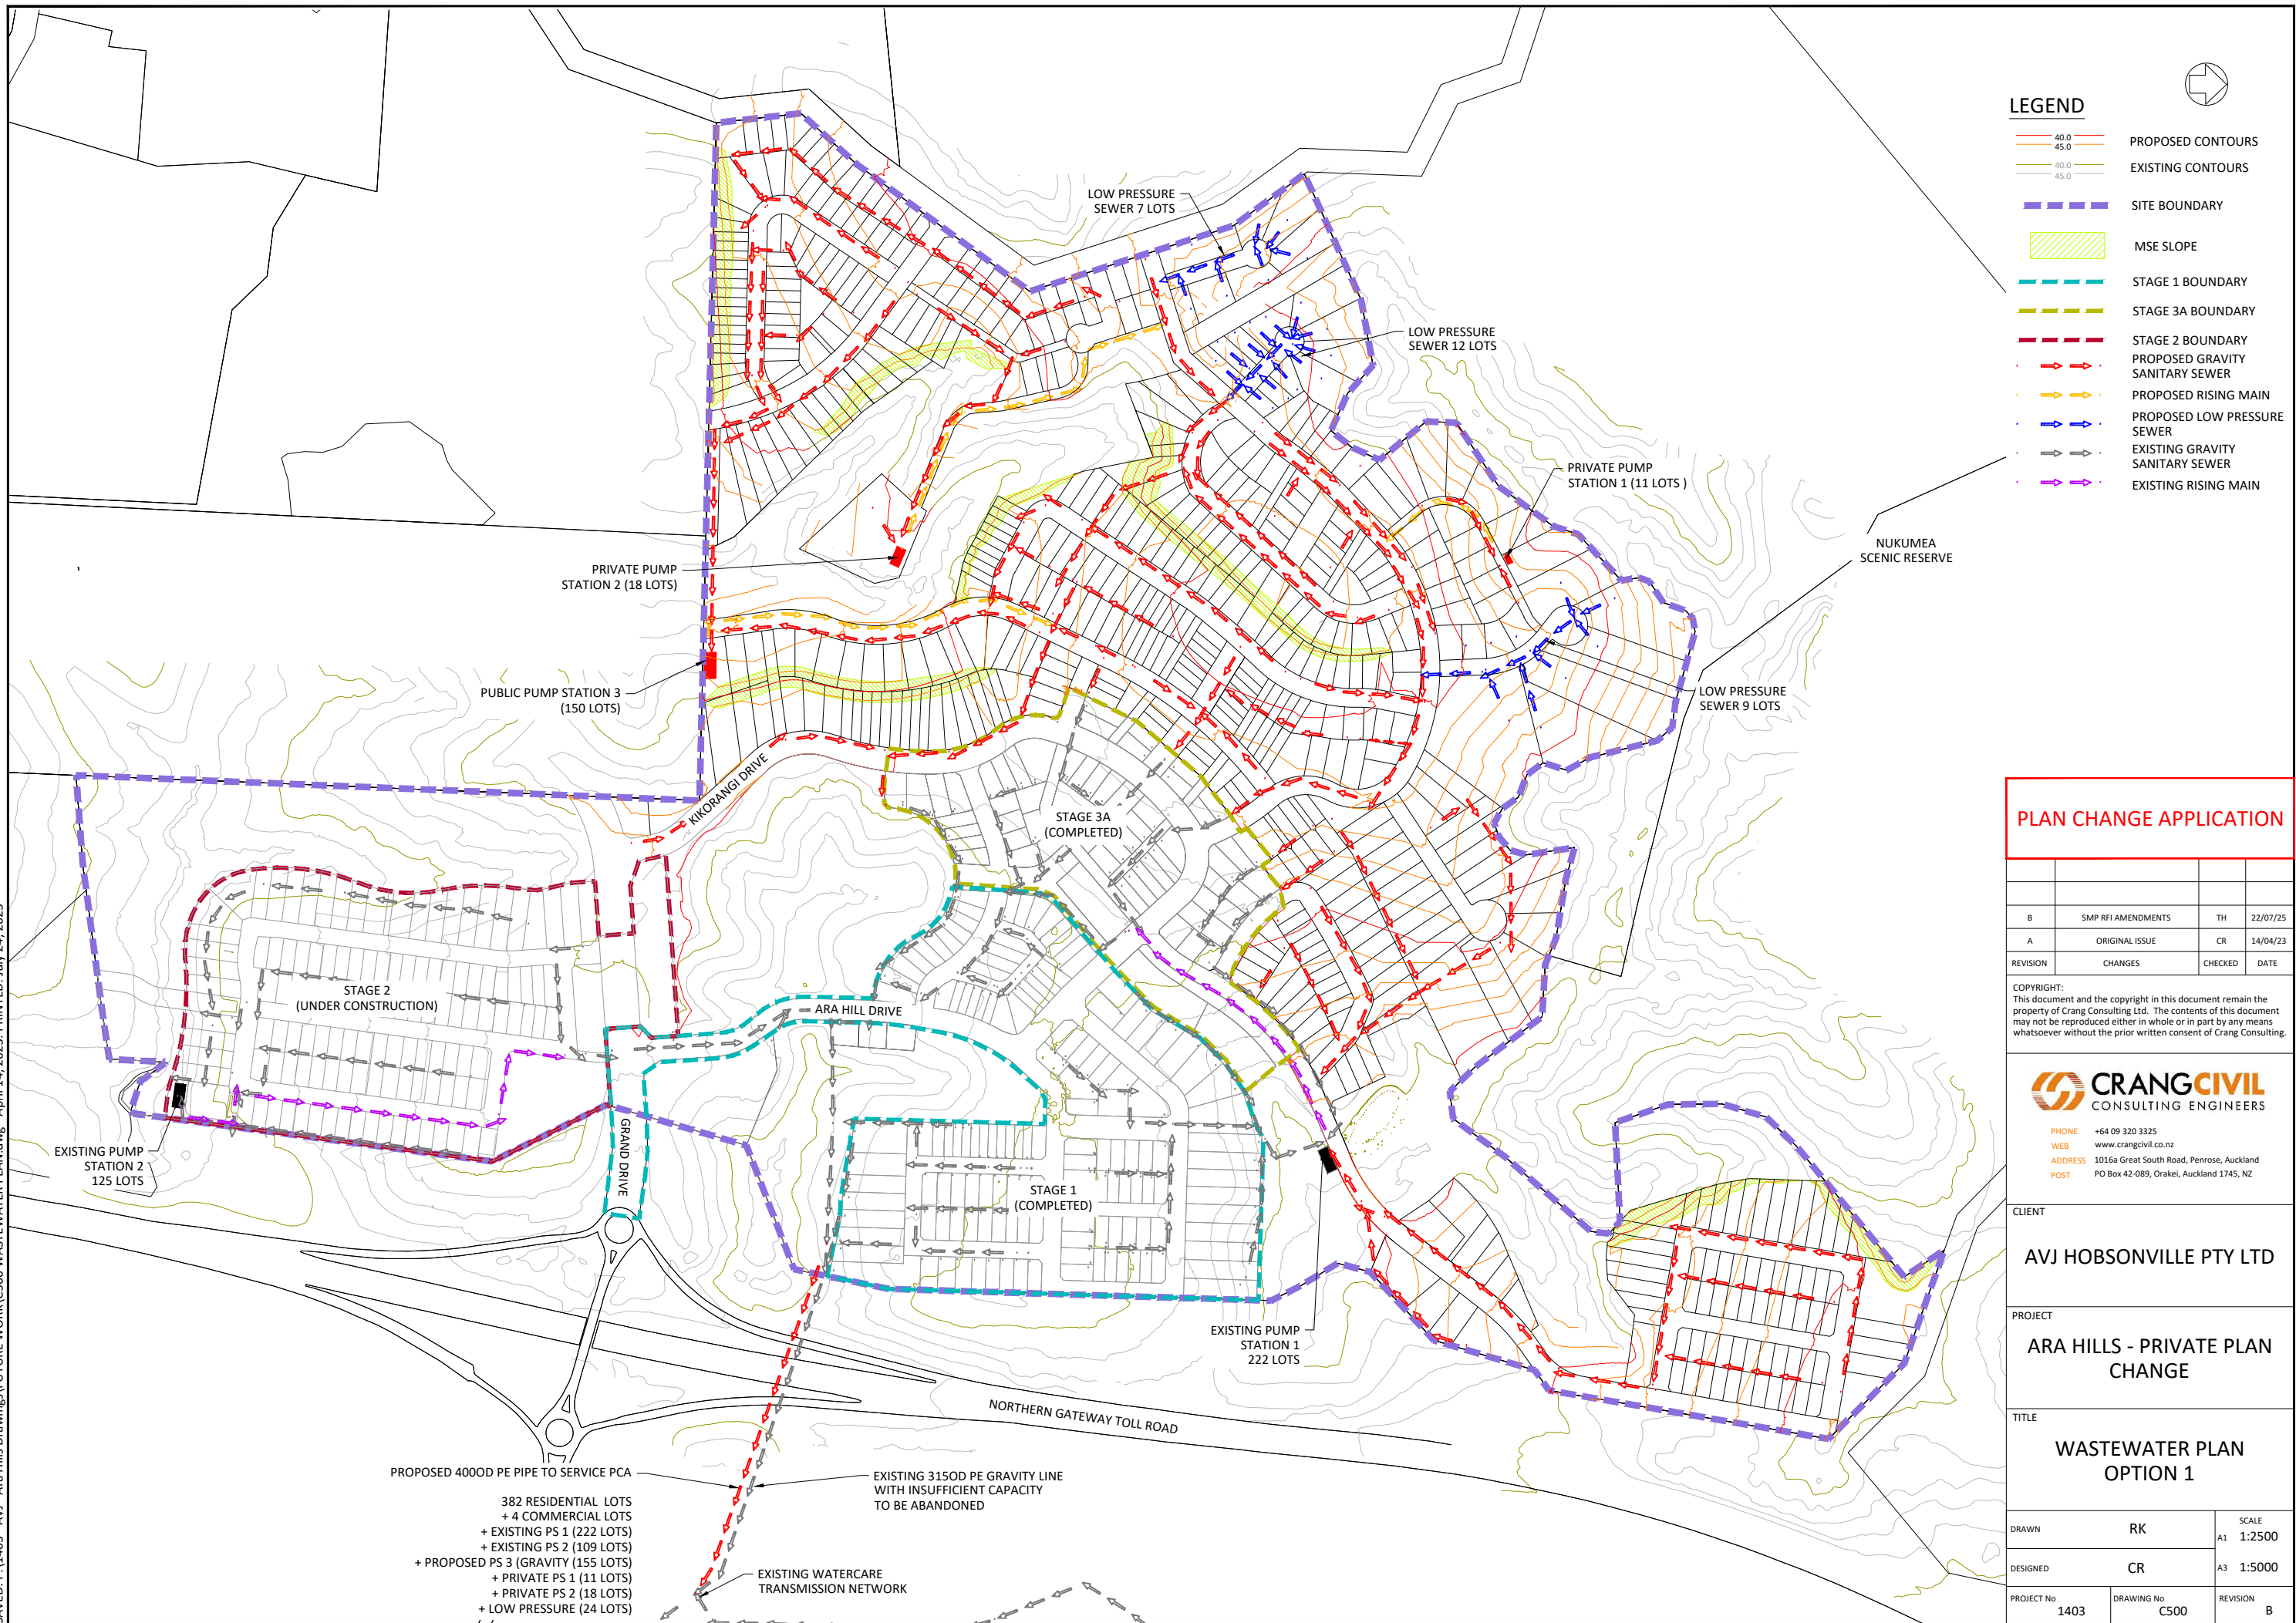 LEGEND
40.0
45.0
PROPOSED CONTOURS
40.0
45.0
EXISTING CONTOURS
SITE BOUNDARY
MSE SLOPE
STAGE 1 BOUNDARY
STAGE 3A BOUNDARY
STAGE 2 BOUNDARY
PROPOSED GRAVITY
SANITARY SEWER
PROPOSED RISING MAIN
PROPOSED LOW PRESSURE
SEWER
EXISTING GRAVITY
SANITARY SEWER
EXISTING RISING MAIN
LOW PRESSURE
SEWER 7 LOTS
LOW PRESSURE
SEWER 12 LOTS
PRIVATE PUMP
STATION 1 (11 LOTS )
NUKUMEA
SCENIC RESERVE
PRIVATE PUMP
STATION 2 (18 LOTS)
PUBLIC PUMP STATION 3
(150 LOTS)
LOW PRESSURE
SEWER 9 LOTS
KIKORANGI DRIVE
STAGE 3A
(COMPLETED)
STAGE 2
(UNDER CONSTRUCTION)
ARA HILL DRIVE
GRAND DRIVE
EXISTING PUMP
STATION 2
125 LOTS
STAGE 1
(COMPLETED)
EXISTING PUMP
STATION 1
222 LOTS
NORTHERN GATEWAY TOLL ROAD
PROPOSED 400OD PE PIPE TO SERVICE PCA
382 RESIDENTIAL LOTS
+ 4 COMMERCIAL LOTS
+ EXISTING PS 1 (222 LOTS)
+ EXISTING PS 2 (109 LOTS)
+ PROPOSED PS 3 (GRAVITY (155 LOTS)
+ PRIVATE PS 1 (11 LOTS)
+ PRIVATE PS 2 (18 LOTS)
+ LOW PRESSURE (24 LOTS)
EXISTING 315OD PE GRAVITY LINE
WITH INSUFFICIENT CAPACITY
TO BE ABANDONED
EXISTING WATERCARE
TRANSMISSION NETWORK
PLAN CHANGE APPLICATION
B SMP RFI AMENDMENTS TH 22/07/25
A ORIGINAL ISSUE CR 14/04/23
REVISION CHANGES CHECKED DATE
COPYRIGHT:
This document and the copyright in this document remain the
property of Crang Consulting Ltd. The contents of this document
may not be reproduced either in whole or in part by any means
whatsoever without the prior written consent of Crang Consulting.
CRANGCIVIL
CONSULTING ENGINEERS
PHONE +64 09 320 3325
WEB www.crangcivil.co.nz
ADDRESS 1016a Great South Road, Penrose, Auckland
POST PO Box 42-089, Orakei, Auckland 1745, NZ
CLIENT
AVJ HOBSONVILLE PTY LTD
PROJECT
ARA HILLS - PRIVATE PLAN
CHANGE
TITLE
WASTEWATER PLAN
OPTION 1
DRAWN RK
SCALE
A1 1:2500
DESIGNED CR
A3 1:5000
PROJECT No 1403
DRAWING No C500
REVISION B